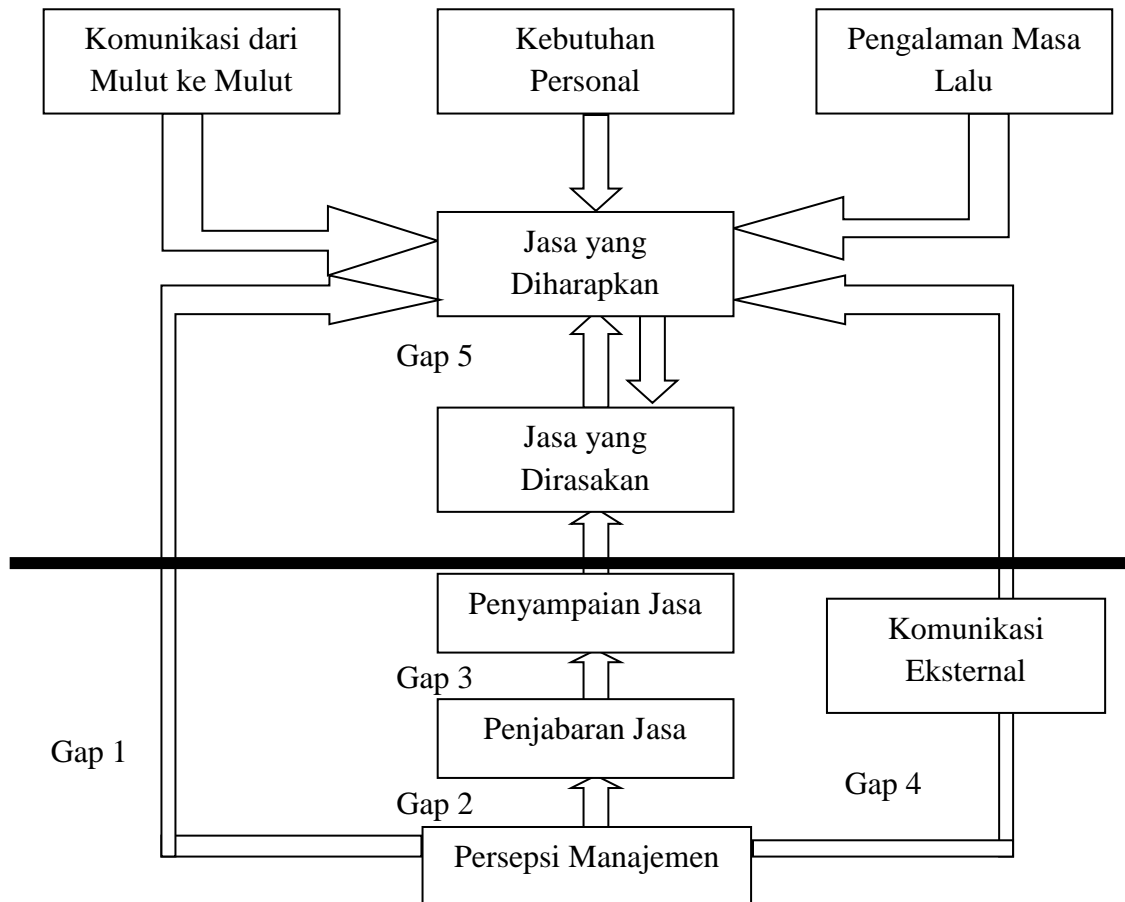 Komunikasi dari
Mulut ke Mulut
Kebutuhan
Personal
Pengalaman Masa
Lalu
Jasa yang
Diharapkan
Gap 5
Jasa yang
Dirasakan
Penyampaian Jasa
Komunikasi
Eksternal
Gap 3
Penjabaran Jasa
Gap 1
Gap 4
Gap 2
Persepsi Manajemen